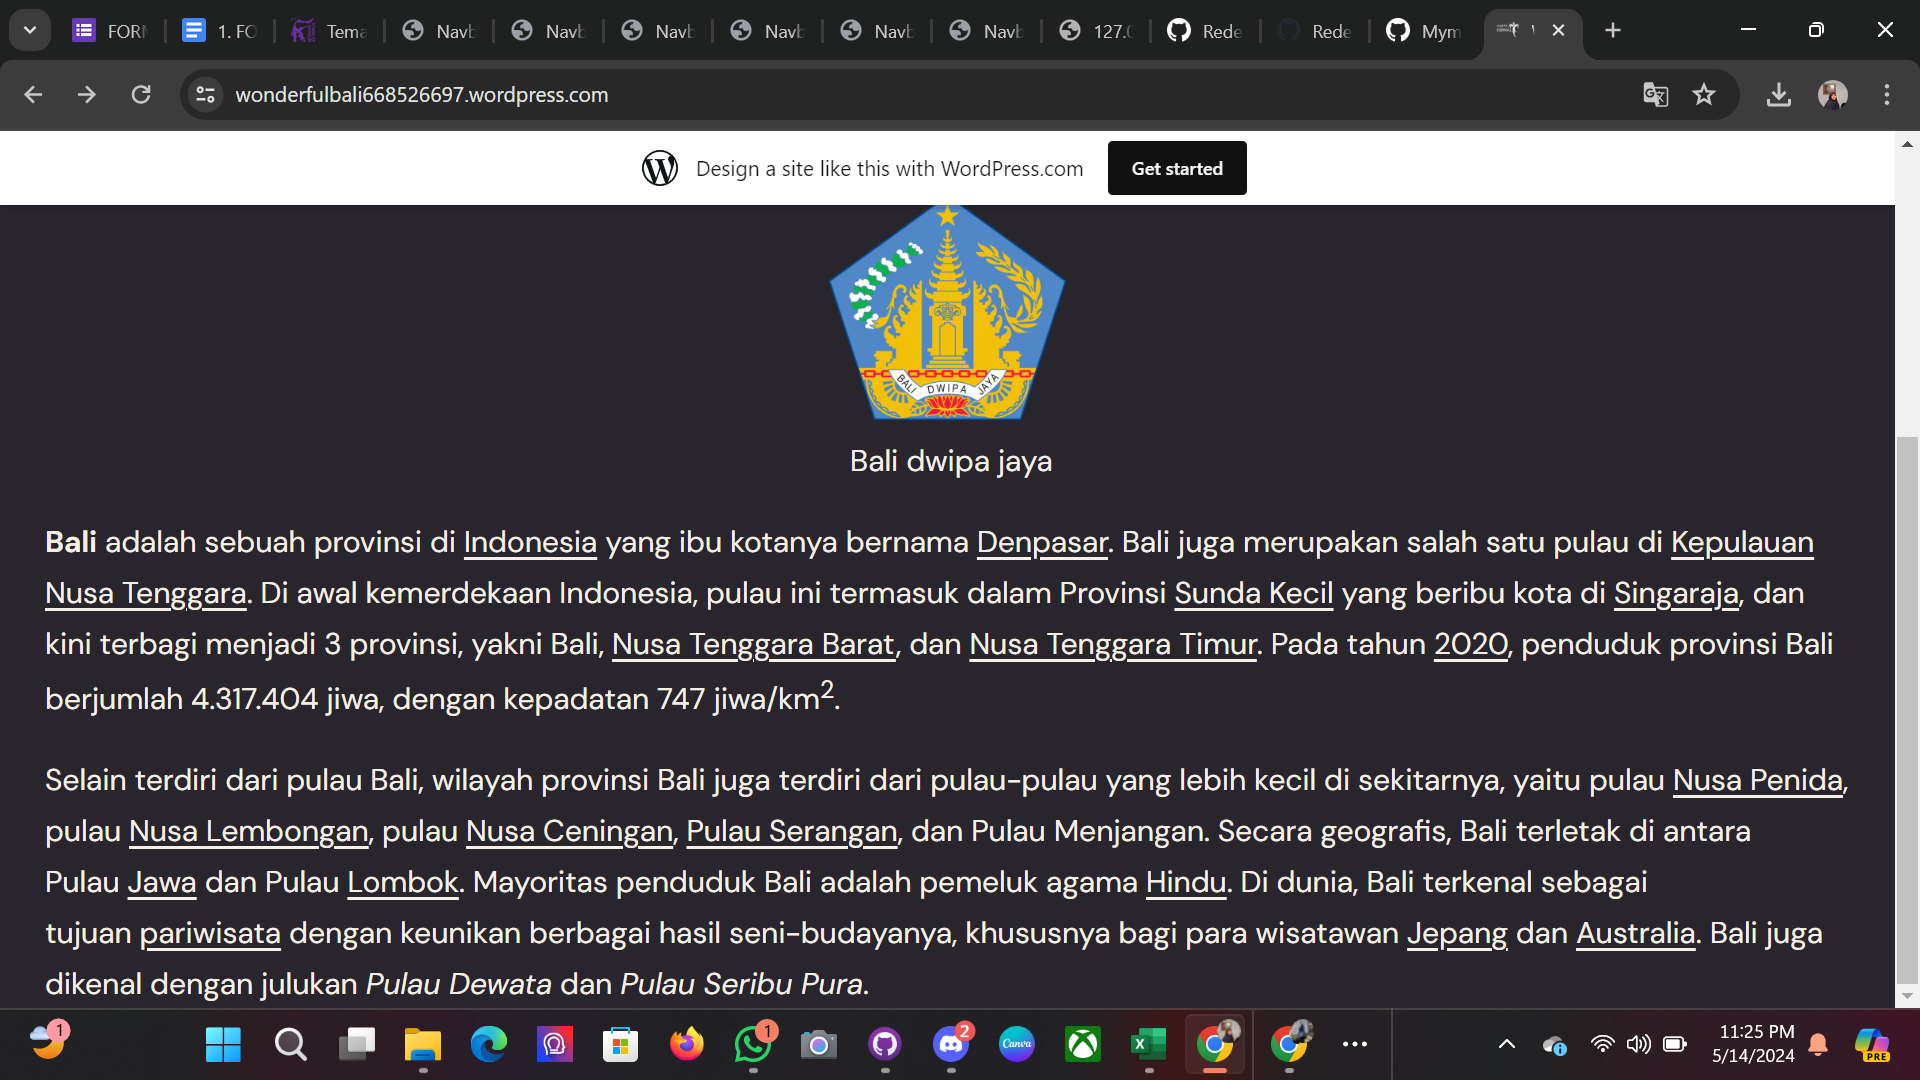 FORM
1. FO
Tema
Navb
Navb
Navb
Navb
Navb
Navb
127.0
Rede
Rede
Mym
wonderfulbali668526697.wordpress.com
Design a site like this with WordPress.com
Get started
BALI DWIPA JAYA
Bali dwipa jaya
Bali adalah sebuah provinsi di Indonesia yang ibu kotanya bernama Denpasar. Bali juga merupakan salah satu pulau di Kepulauan
Nusa Tenggara. Di awal kemerdekaan Indonesia, pulau ini termasuk dalam Provinsi Sunda Kecil yang beribu kota di Singaraja, dan
kini terbagi menjadi 3 provinsi, yakni Bali, Nusa Tenggara Barat, dan Nusa Tenggara Timur. Pada tahun 2020, penduduk provinsi Bali
berjumlah 4.317.404 jiwa, dengan kepadatan 747 jiwa/km².
Selain terdiri dari pulau Bali, wilayah provinsi Bali juga terdiri dari pulau-pulau yang lebih kecil di sekitarnya, yaitu pulau Nusa Penida,
pulau Nusa Lembongan, pulau Nusa Ceningan, Pulau Serangan, dan Pulau Menjangan. Secara geografis, Bali terletak di antara
Pulau Jawa dan Pulau Lombok. Mayoritas penduduk Bali adalah pemeluk agama Hindu. Di dunia, Bali terkenal sebagai
tujuan pariwisata dengan keunikan berbagai hasil seni-budayanya, khususnya bagi para wisatawan Jepang dan Australia. Bali juga
dikenal dengan julukan Pulau Dewata dan Pulau Seribu Pura.
1
1
2
Canva
PRE
11:25 PM
5/14/2024